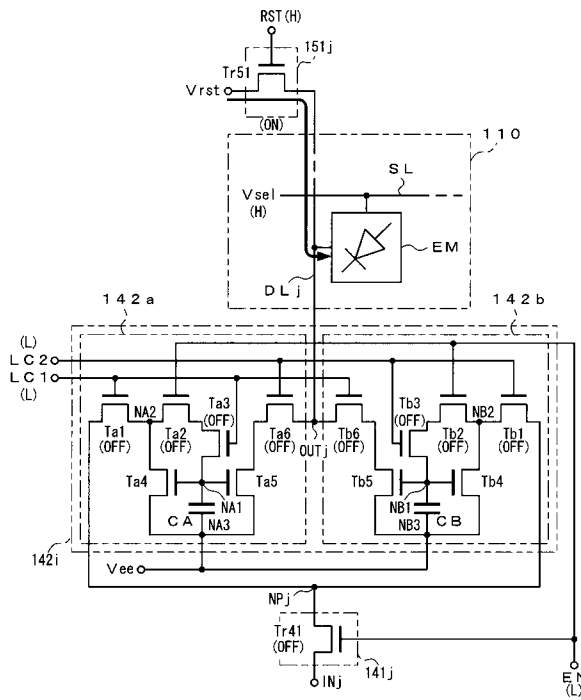 RST(H)
151j
Tr51
Vrst
(ON)
110
SL
Vsel
(H)
EM
DLj
142a
142b
(L)
LC2
LC1
(L)
Ta3
(OFF)
Tb3
(OFF)
NA2
NB2
Ta1
(OFF)
Ta2
(OFF)
Ta6
(OFF)
Tb6
(OFF)
OUTj
Tb2
(OFF)
Tb1
(OFF)
Ta4
Ta5
Tb5
Tb4
NA1
NB1
CA
CB
NA3
NB3
142i
Vee
NPj
Tr41
(OFF)
141j
INj
EN
(L)